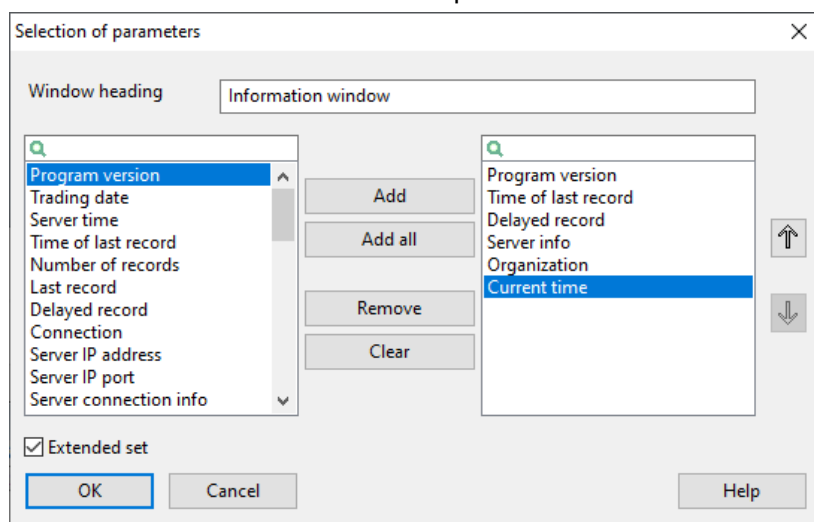 Selection of parameters
Window heading
Information window
Program version
Trading date
Server time
Time of last record
Number of records
Last record
Delayed record
Connection
Server IP address
Server IP port
Server connection info
Add
Add all
Remove
Clear
Program version
Time of last record
Delayed record
Server info
Organization
Current time
Extended set
OK
Cancel
Help